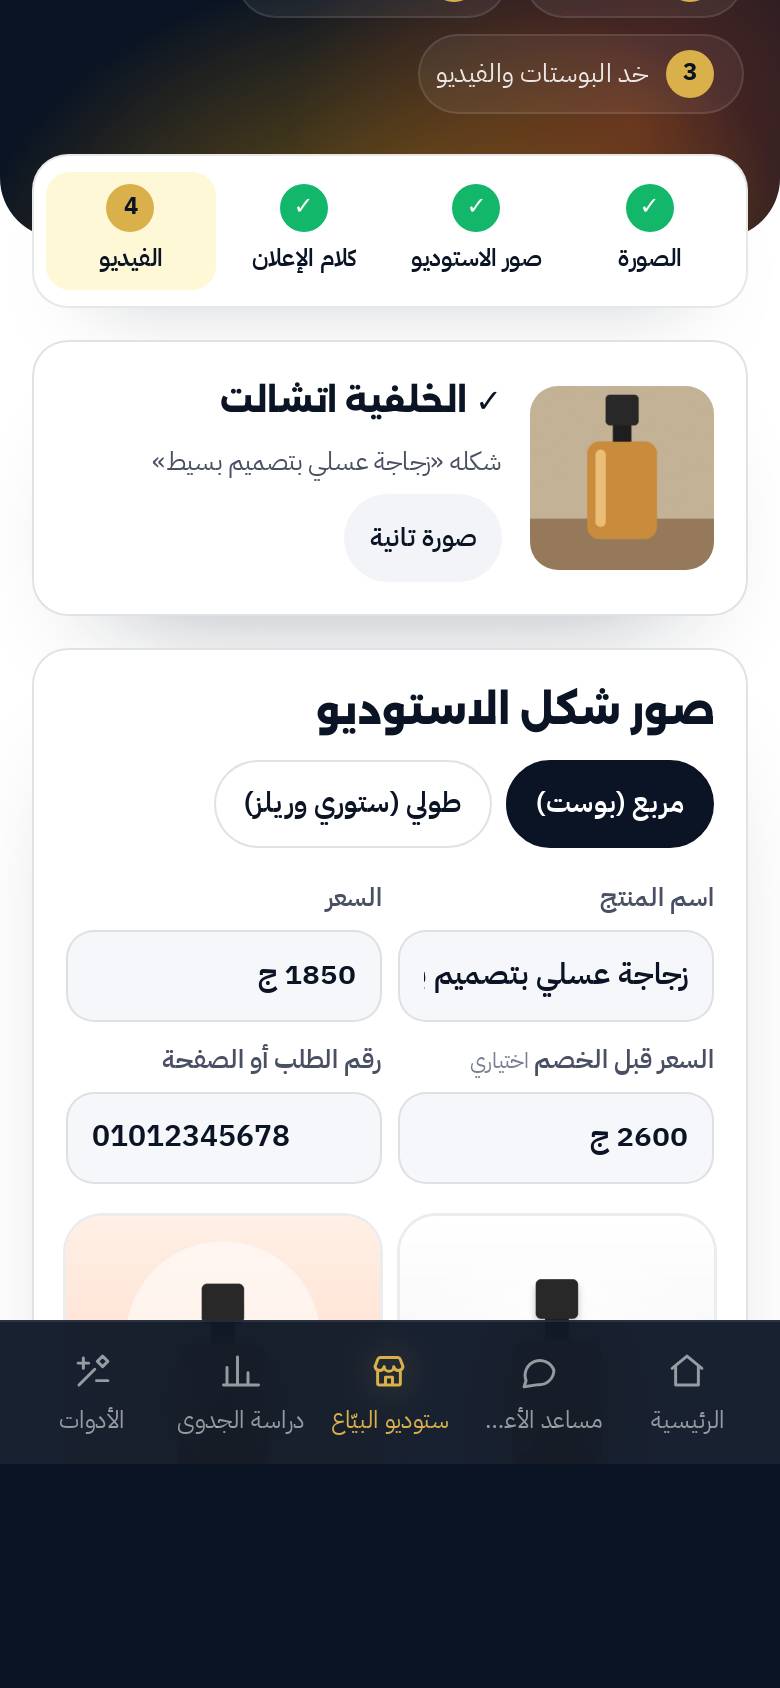 3 خد البوستات والفيديو
✓ ✓ ✓ 4
الصورة صور الاستوديو كلام الإعلان الفيديو
✓ الخلفية اتشالت
شكله «زجاجة عسلي بتصميم بسيط»
صورة تانية
صور شكل الاستوديو
مربع (بوست) طولي (ستوري وريلز)
اسم المنتج السعر
زجاجة عسلي بتصميم 1850 ج
السعر قبل الخصم اختياري رقم الطلب أو الصفحة
2600 ج 01012345678
الرئيسية مساعد الأع... ستوديو البيّاع دراسة الجدوى الأدوات